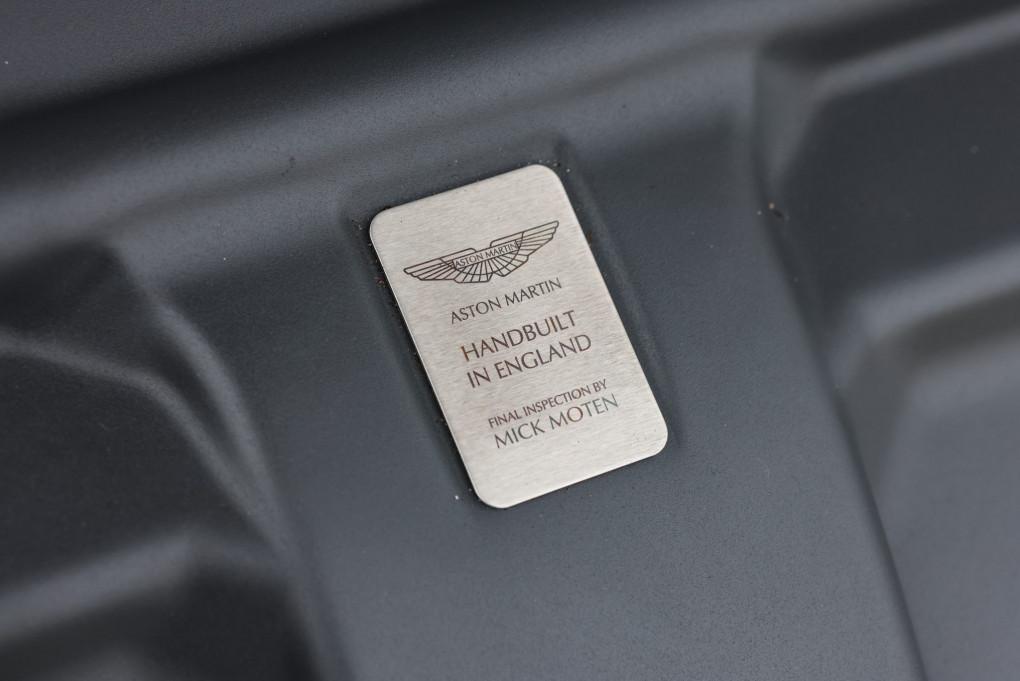 ASTON MARTIN
ASTON MARTIN
HANDBUILT
IN ENGLAND
FINAL INSPECTION BY
MICK MOTEN